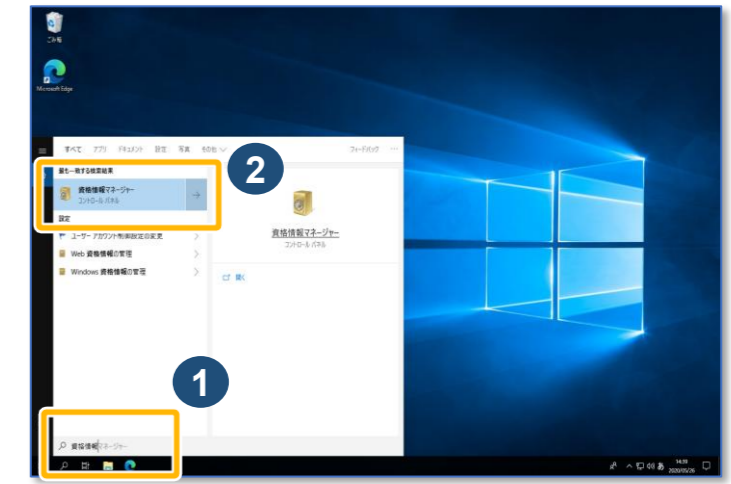 ごみ箱
Microsoft Edge
すべて アプリ ドキュメント 設定 写真 その他 フィードバック ...
最も一致する検索結果
2
資格情報マネージャー
コントロール パネル
設定
ユーザー アカウント制御設定の変更
Web 資格情報の管理
Windows 資格情報の管理
資格情報マネージャー
コントロール パネル
開く
1
資格情報マネージャー
あ
14:39
2020/05/26